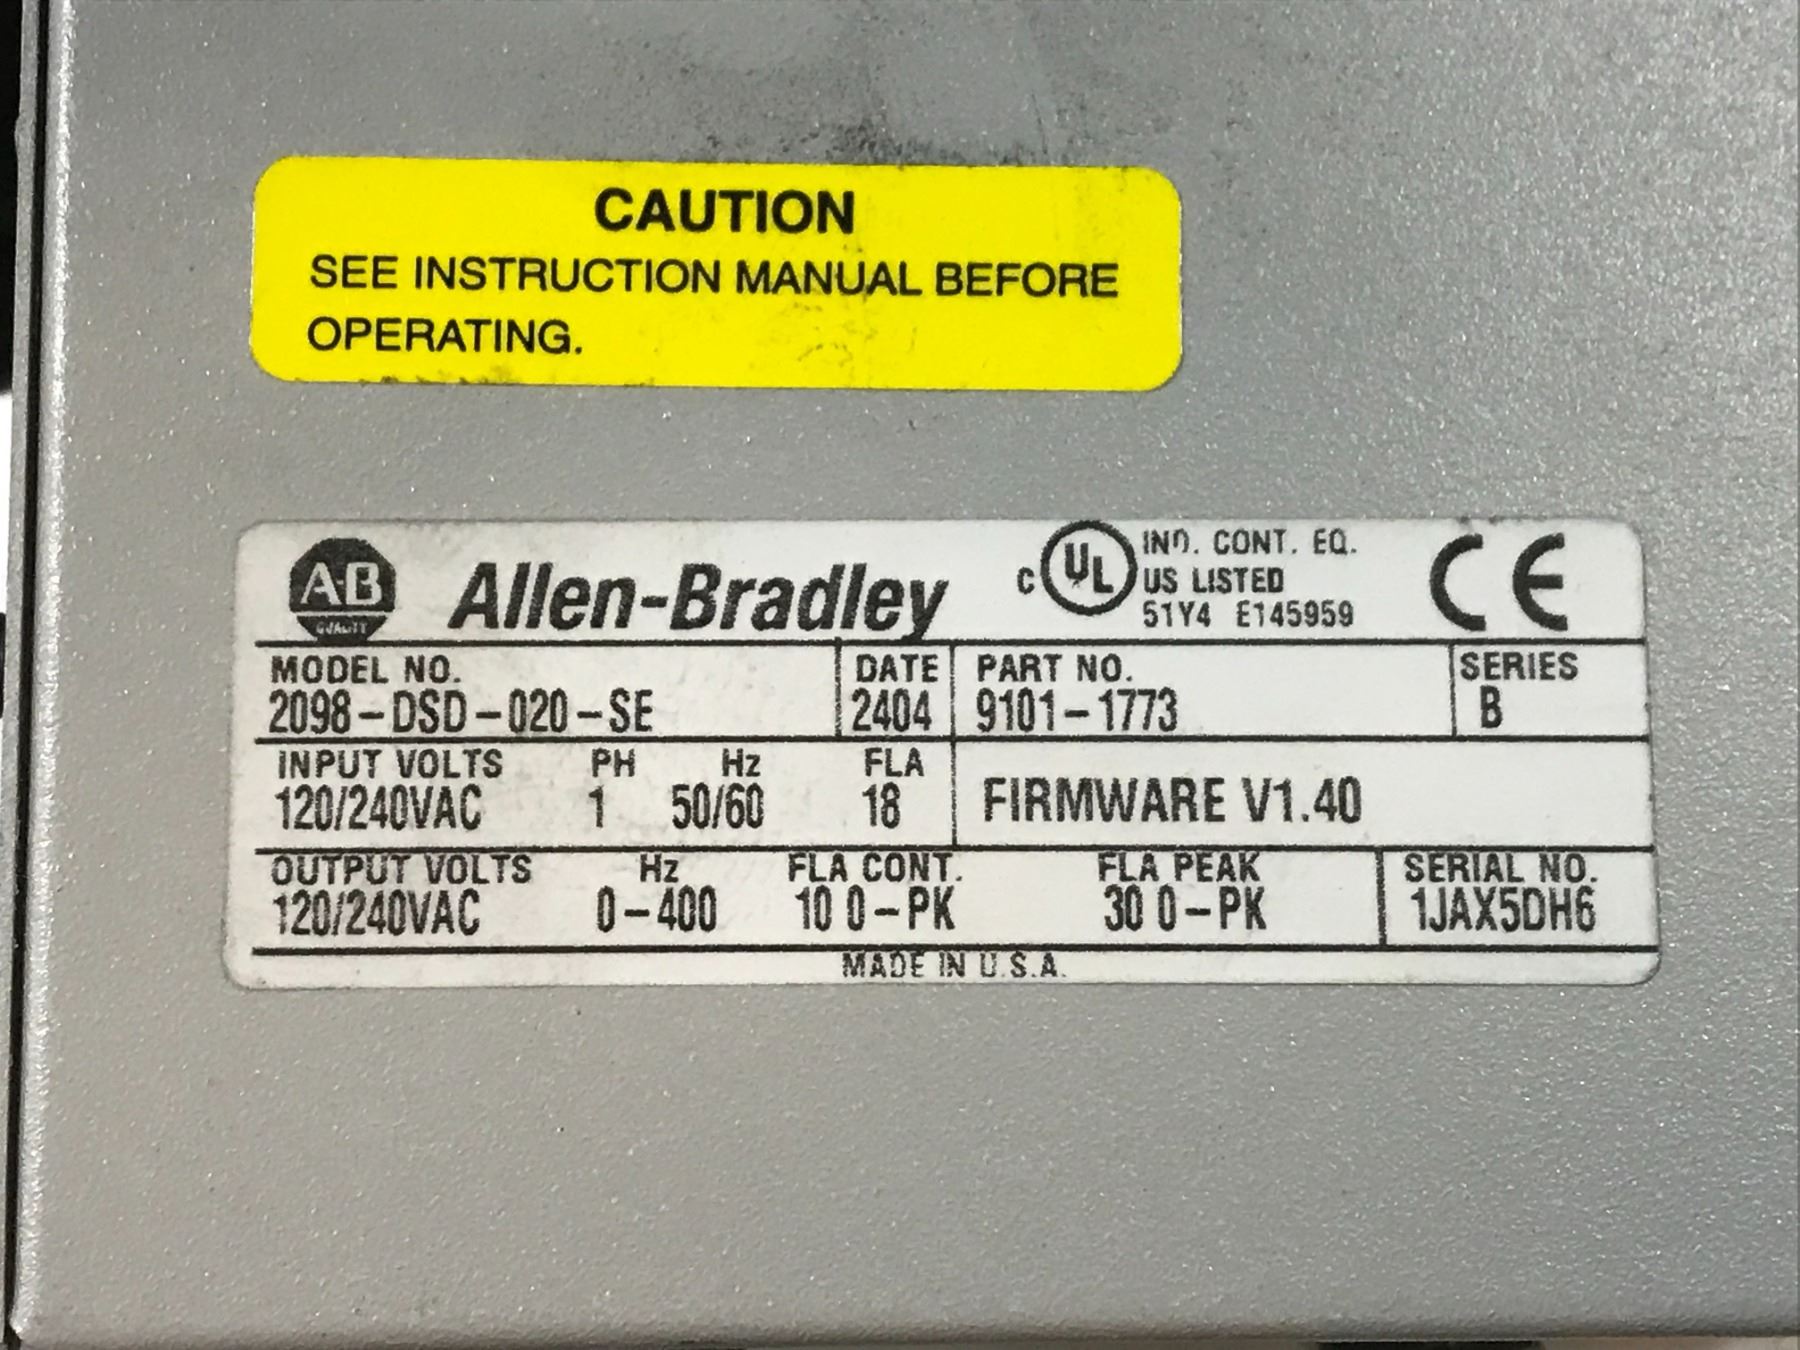 CAUTION
SEE INSTRUCTION MANUAL BEFORE
OPERATING.
A-B
QUALITY
Allen-Bradley
C UL US LISTED
IND. CONT. EQ.
51Y4 E145959
CE
MODEL NO. DATE PART NO. SERIES
2098-DSD-020-SE 2404 9101-1773 B
INPUT VOLTS PH Hz FLA
120/240VAC 1 50/60 18 FIRMWARE V1.40
OUTPUT VOLTS Hz FLA CONT. FLA PEAK SERIAL NO.
120/240VAC 0-400 10 0-PK 30 0-PK 1JAX5DH6
MADE IN U.S.A.